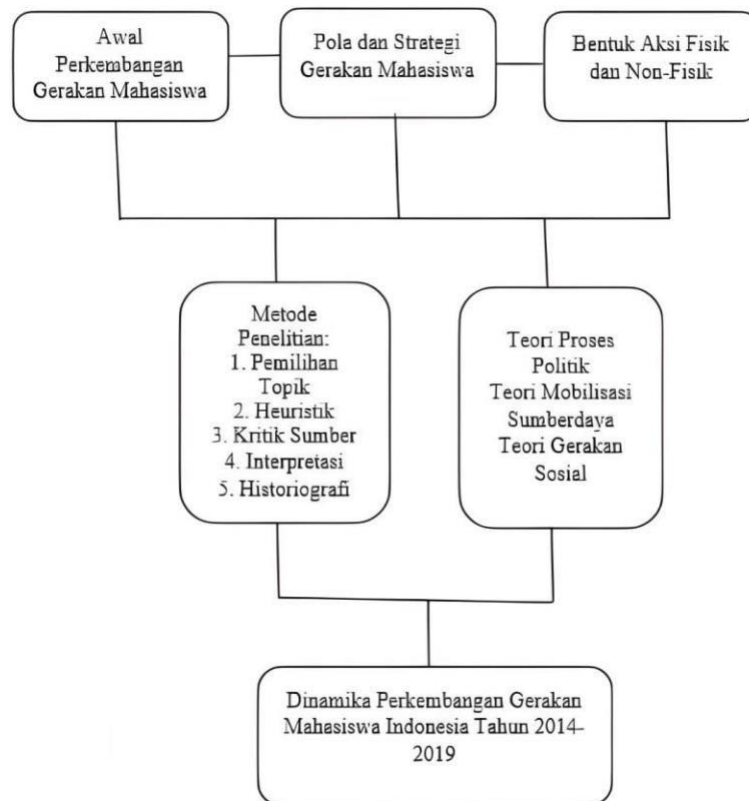 Awal
Perkembangan
Gerakan Mahasiswa
Pola dan Strategi
Gerakan Mahasiswa
Bentuk Aksi Fisik
dan Non-Fisik
Metode
Penelitian:
1. Pemilihan
Topik
2. Heuristik
3. Kritik Sumber
4. Interpretasi
5. Historiografi
Teori Proses
Politik
Teori Mobilisasi
Sumberdaya
Teori Gerakan
Sosial
Dinamika Perkembangan Gerakan
Mahasiswa Indonesia Tahun 2014-
2019